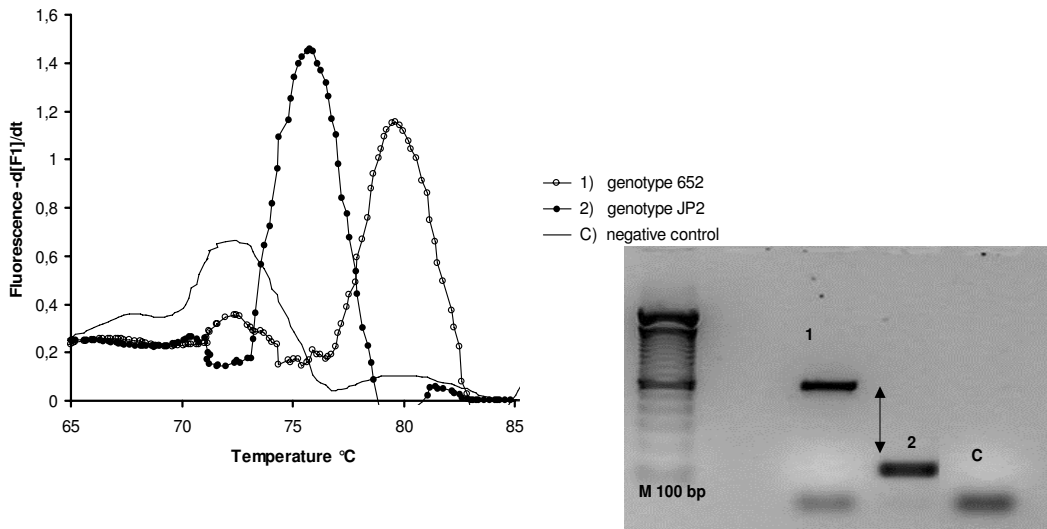 1,6
1,4
1,2
1
0,8
0,6
0,4
0,2
0
65 70 75 80 85
Fluorescence -d[F1]/dt
Temperature °C
1) genotype 652
2) genotype JP2
C) negative control
1
2
C
M 100 bp